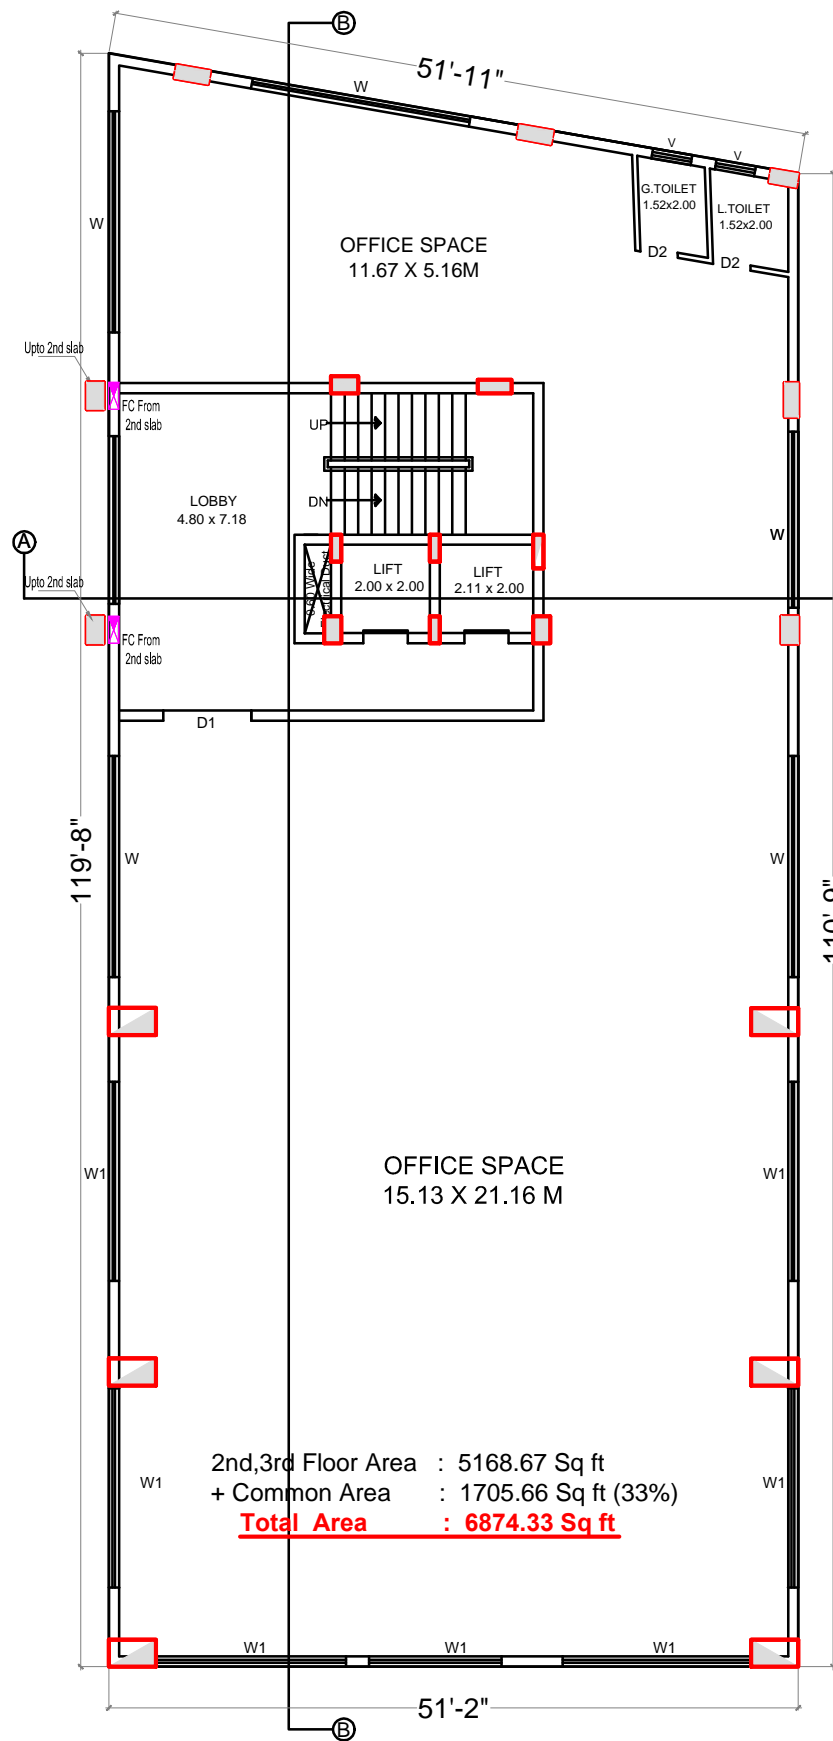 B
51'-11"
W
V
V
G.TOILET
1.52x2.00
L.TOILET
1.52x2.00
W
OFFICE SPACE
11.67 X 5.16M
D2
D2
Upto 2nd slab
FC From
2nd slab
UP
LOBBY
4.80 x 7.18
DN
A
W
LIFT
2.00 x 2.00
LIFT
2.11 x 2.00
0.60 Wide
Upto 2nd slab
FC From
2nd slab
D1
119'-8"
W
W
W1
OFFICE SPACE
15.13 X 21.16 M
W1
2nd,3rd Floor Area : 5168.67 Sq ft
+ Common Area : 1705.66 Sq ft (33%)
Total Area : 6874.33 Sq ft
W1
W1
W1
W1
W1
51'-2"
B